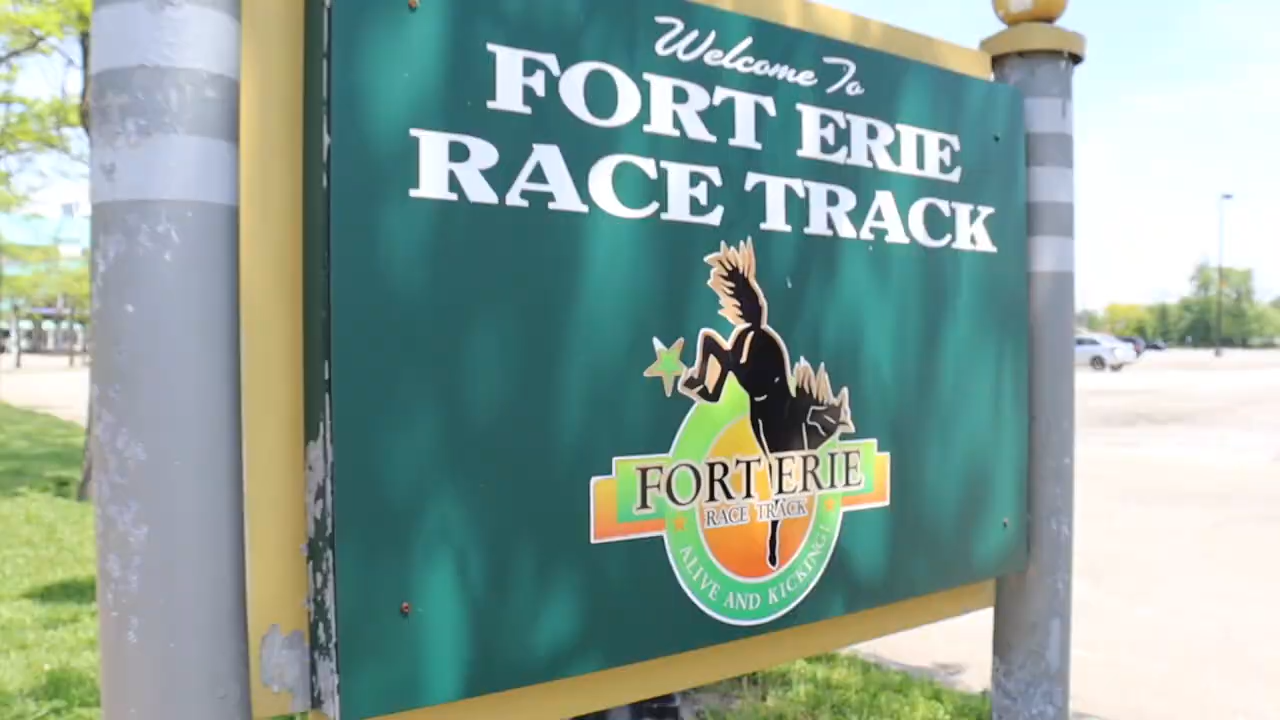 Welcome To
FORT ERIE
RACE TRACK
FORT ERIE
RACE TRACK
ALIVE AND KICKING!